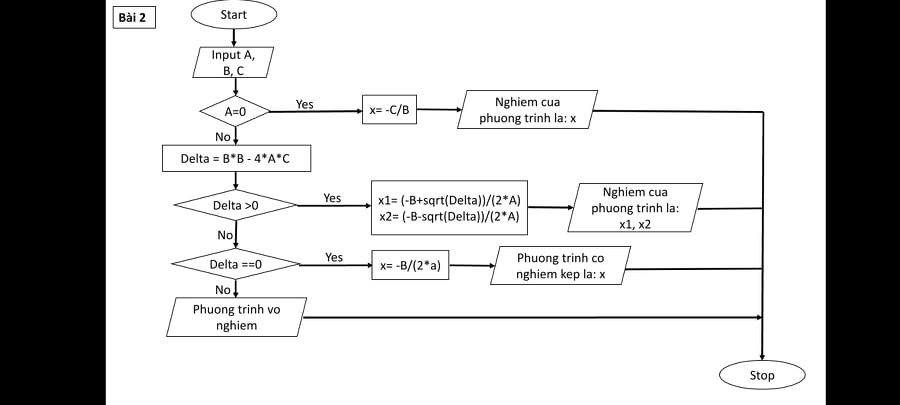 Bài 2
Start
Input A,
B, C
A=0
Yes
x= -C/B
Nghiem cua
phuong trinh la: x
No
Delta = B*B - 4*A*C
Delta >0
Yes
x1= (-B+sqrt(Delta))/(2*A)
x2= (-B-sqrt(Delta))/(2*A)
Nghiem cua
phuong trinh la:
x1, x2
No
Delta ==0
Yes
x= -B/(2*a)
Phuong trinh co
nghiem kep la: x
No
Phuong trinh vo
nghiem
Stop